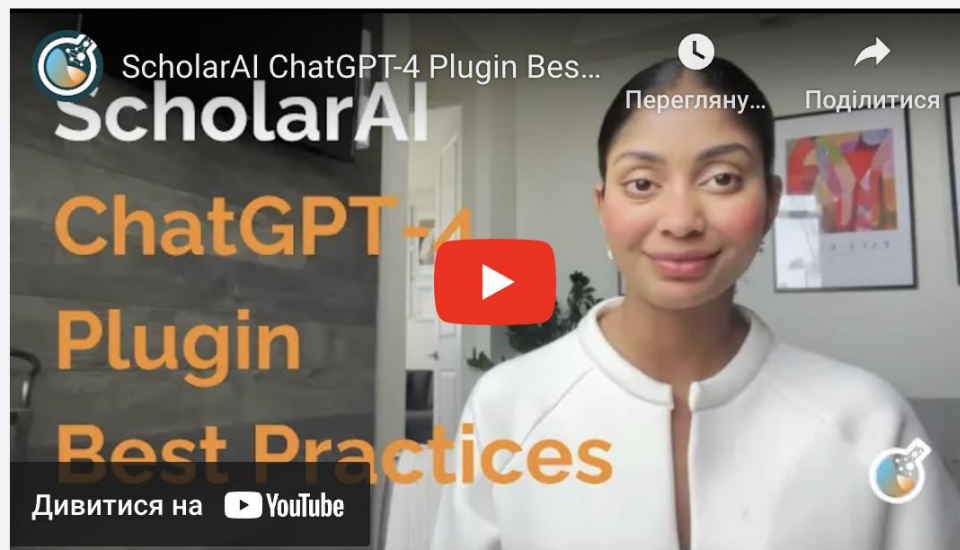 ScholarAI ChatGPT-4 Plugin Bes...
Перегляну...
Поділитися
ScholarAI
ChatGPT-4
Plugin
Best Practices
Дивитися на YouTube